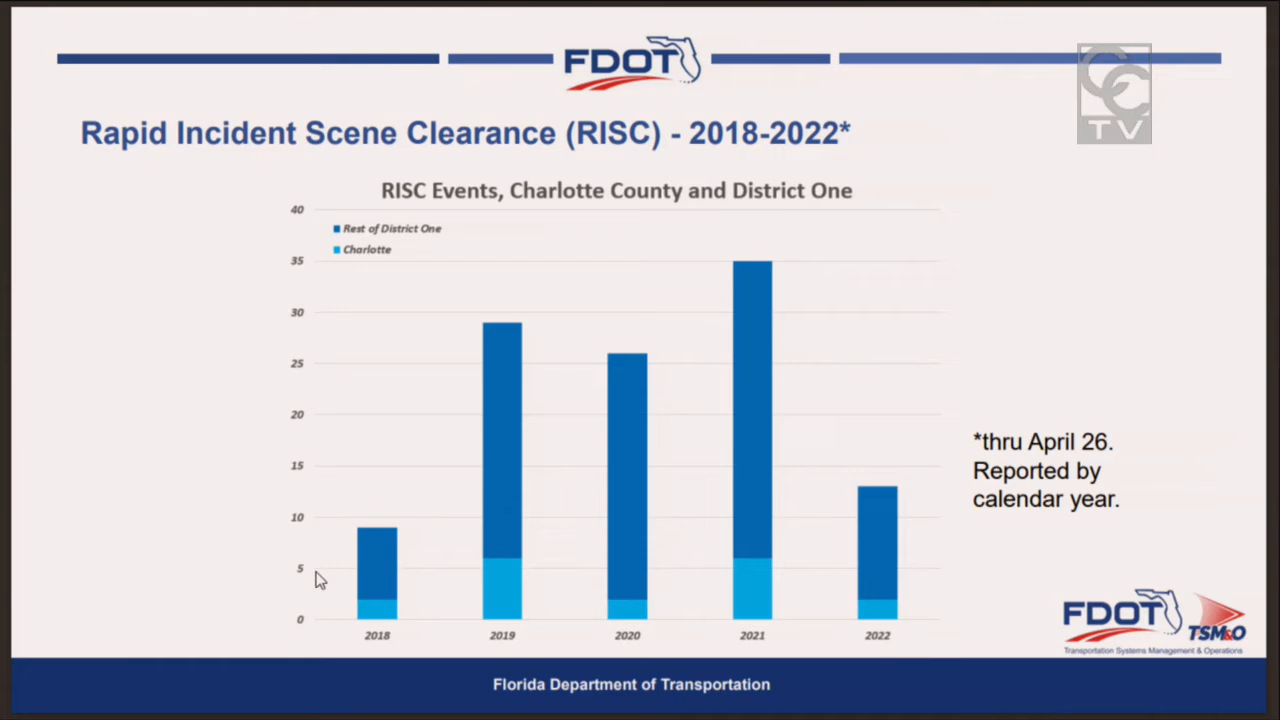 FDOT
CC
TV
Rapid Incident Scene Clearance (RISC) - 2018-2022*
RISC Events, Charlotte County and District One
40
Rest of District One
Charlotte
35
30
25
20
15
10
5
0
2018
2019
2020
2021
2022
*thru April 26.
Reported by
calendar year.
FDOT
TSM&O
Transportation Systems Management & Operations
Florida Department of Transportation